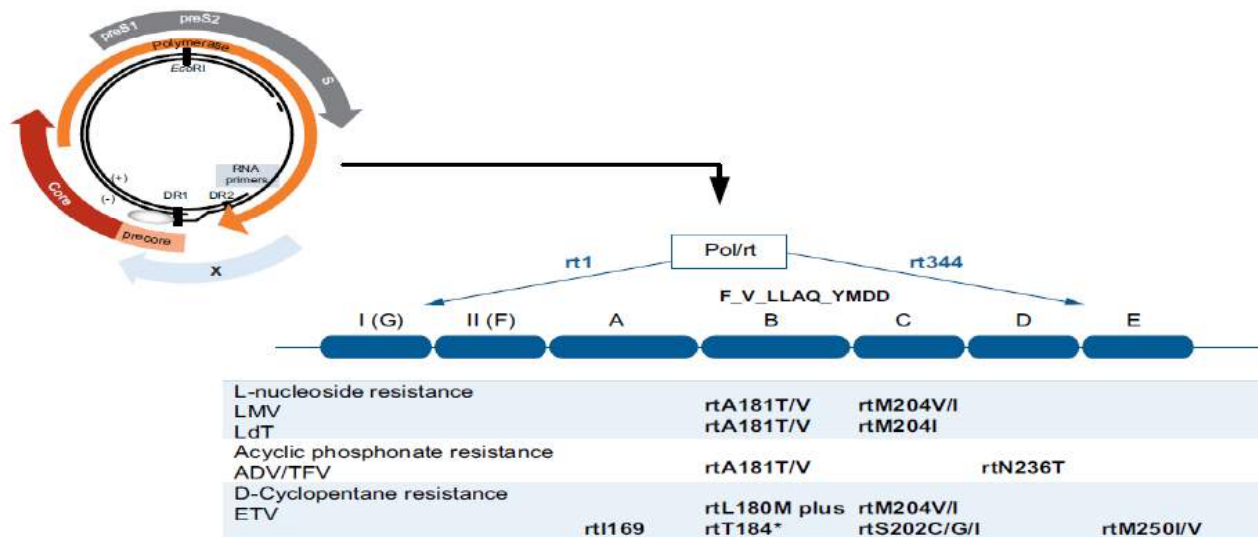 preS1 preS2
S
Polymerase
EcoRI
RNA
primers
(+)
(-)
DR1 DR2
Core
precore
X
Pol/rt
rt1 rt344
F_V_LLAQ_YMDD
I (G) II (F) A B C D E
L-nucleoside resistance
LMV rtA181T/V rtM204V/I
LdT rtA181T/V rtM204I
Acyclic phosphonate resistance
ADV/TFV rtA181T/V rtN236T
D-Cyclopentane resistance
ETV rtL180M plus rtM204V/I
rtI169 rtT184* rtS202C/G/I rtM250I/V